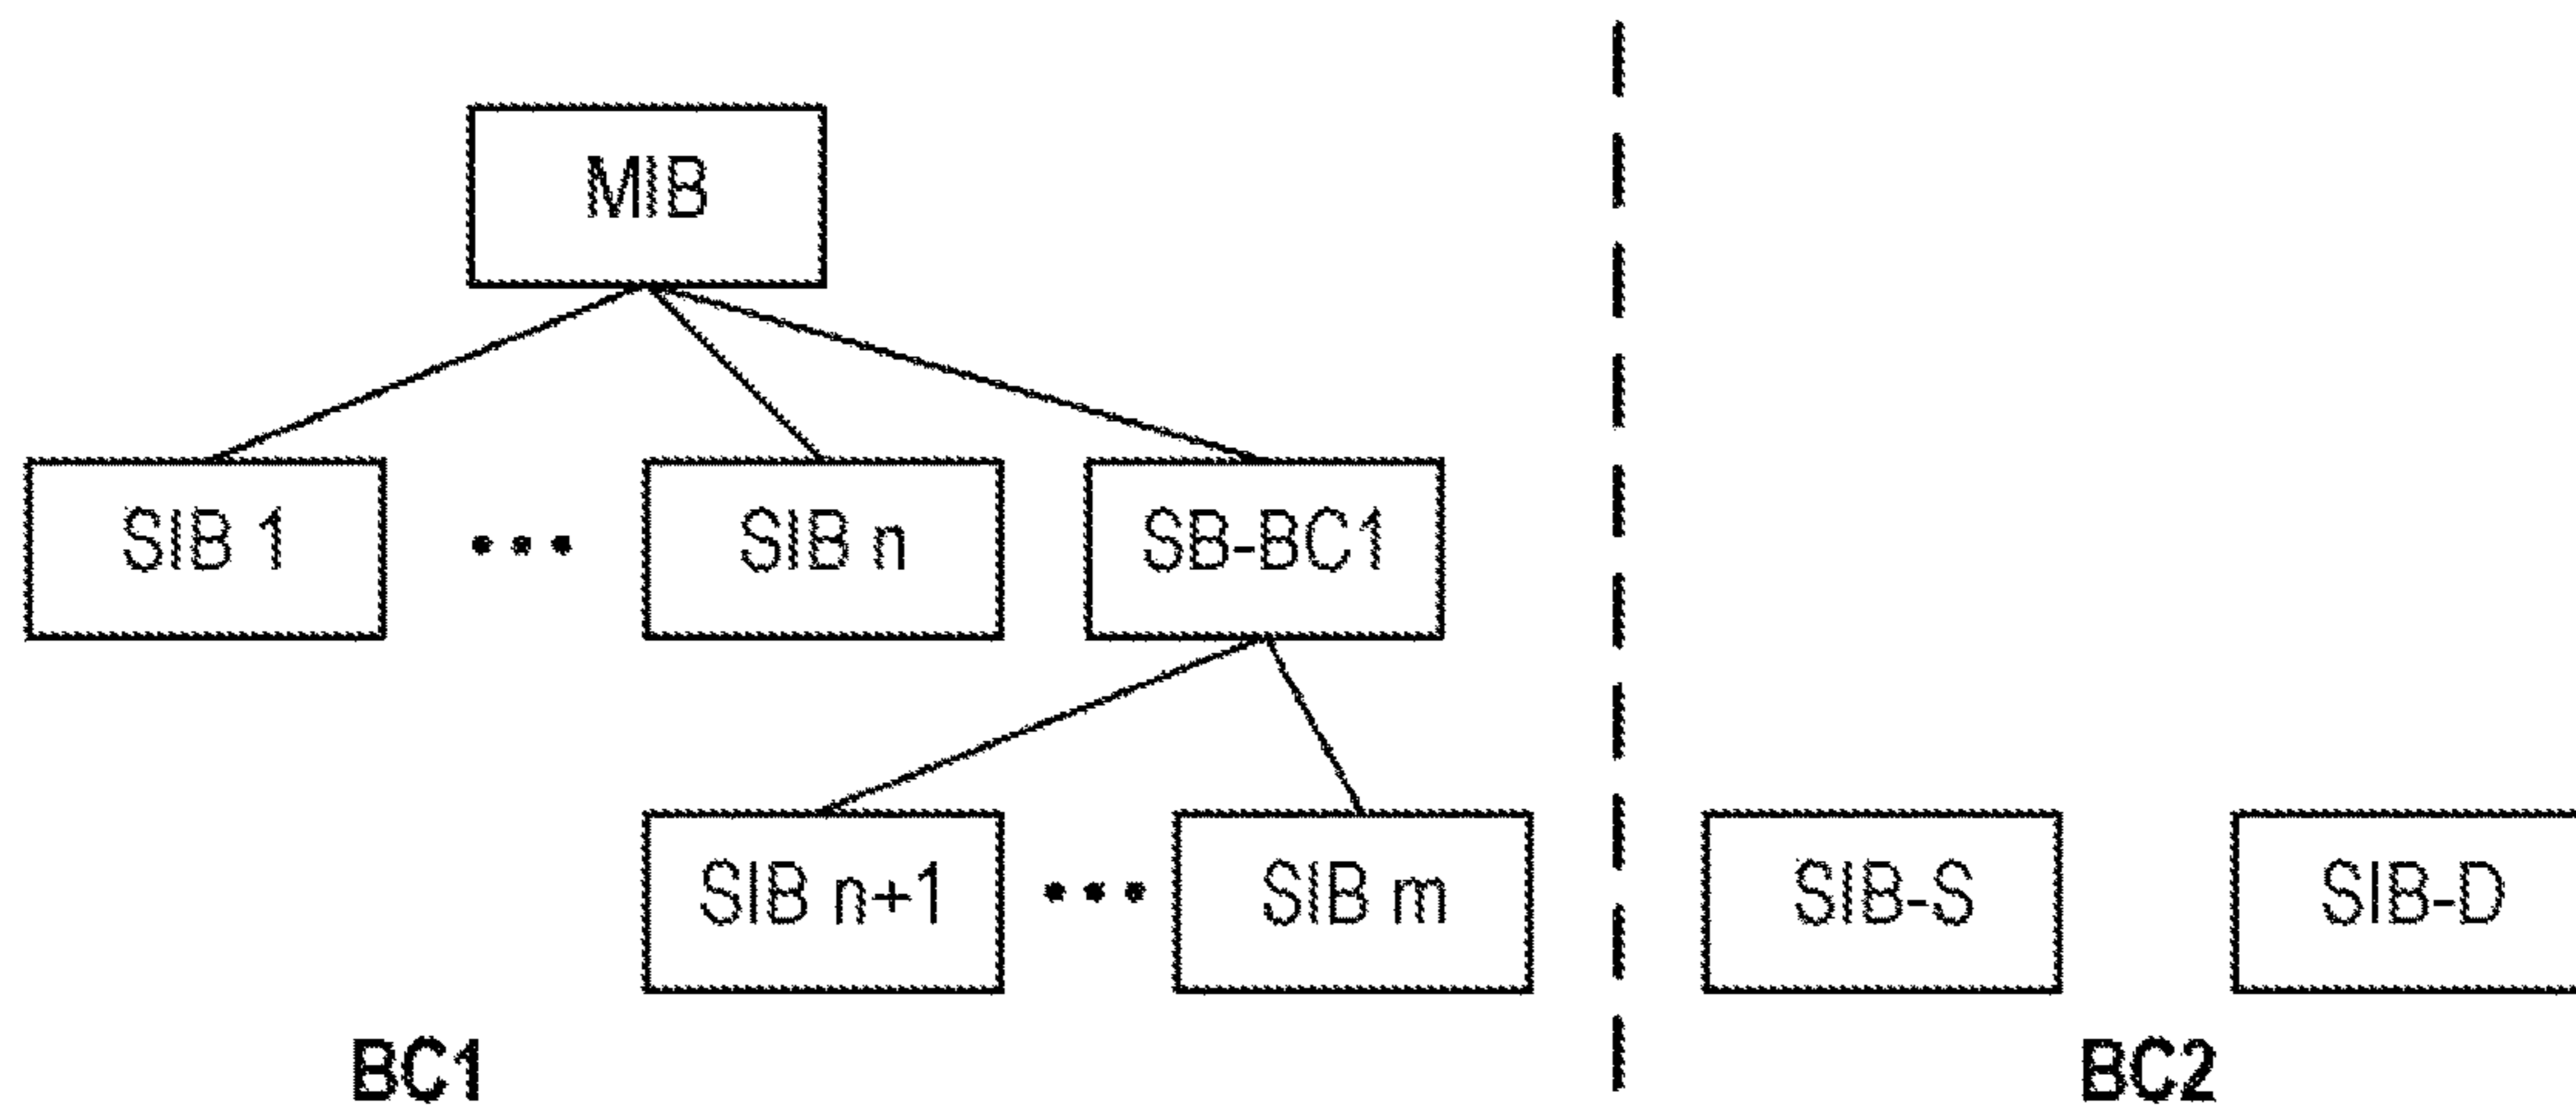 MIB
SIB 1 ••• SIB n SB-BC1
SIB n+1 ••• SIB m SIB-S SIB-D
BC1 BC2